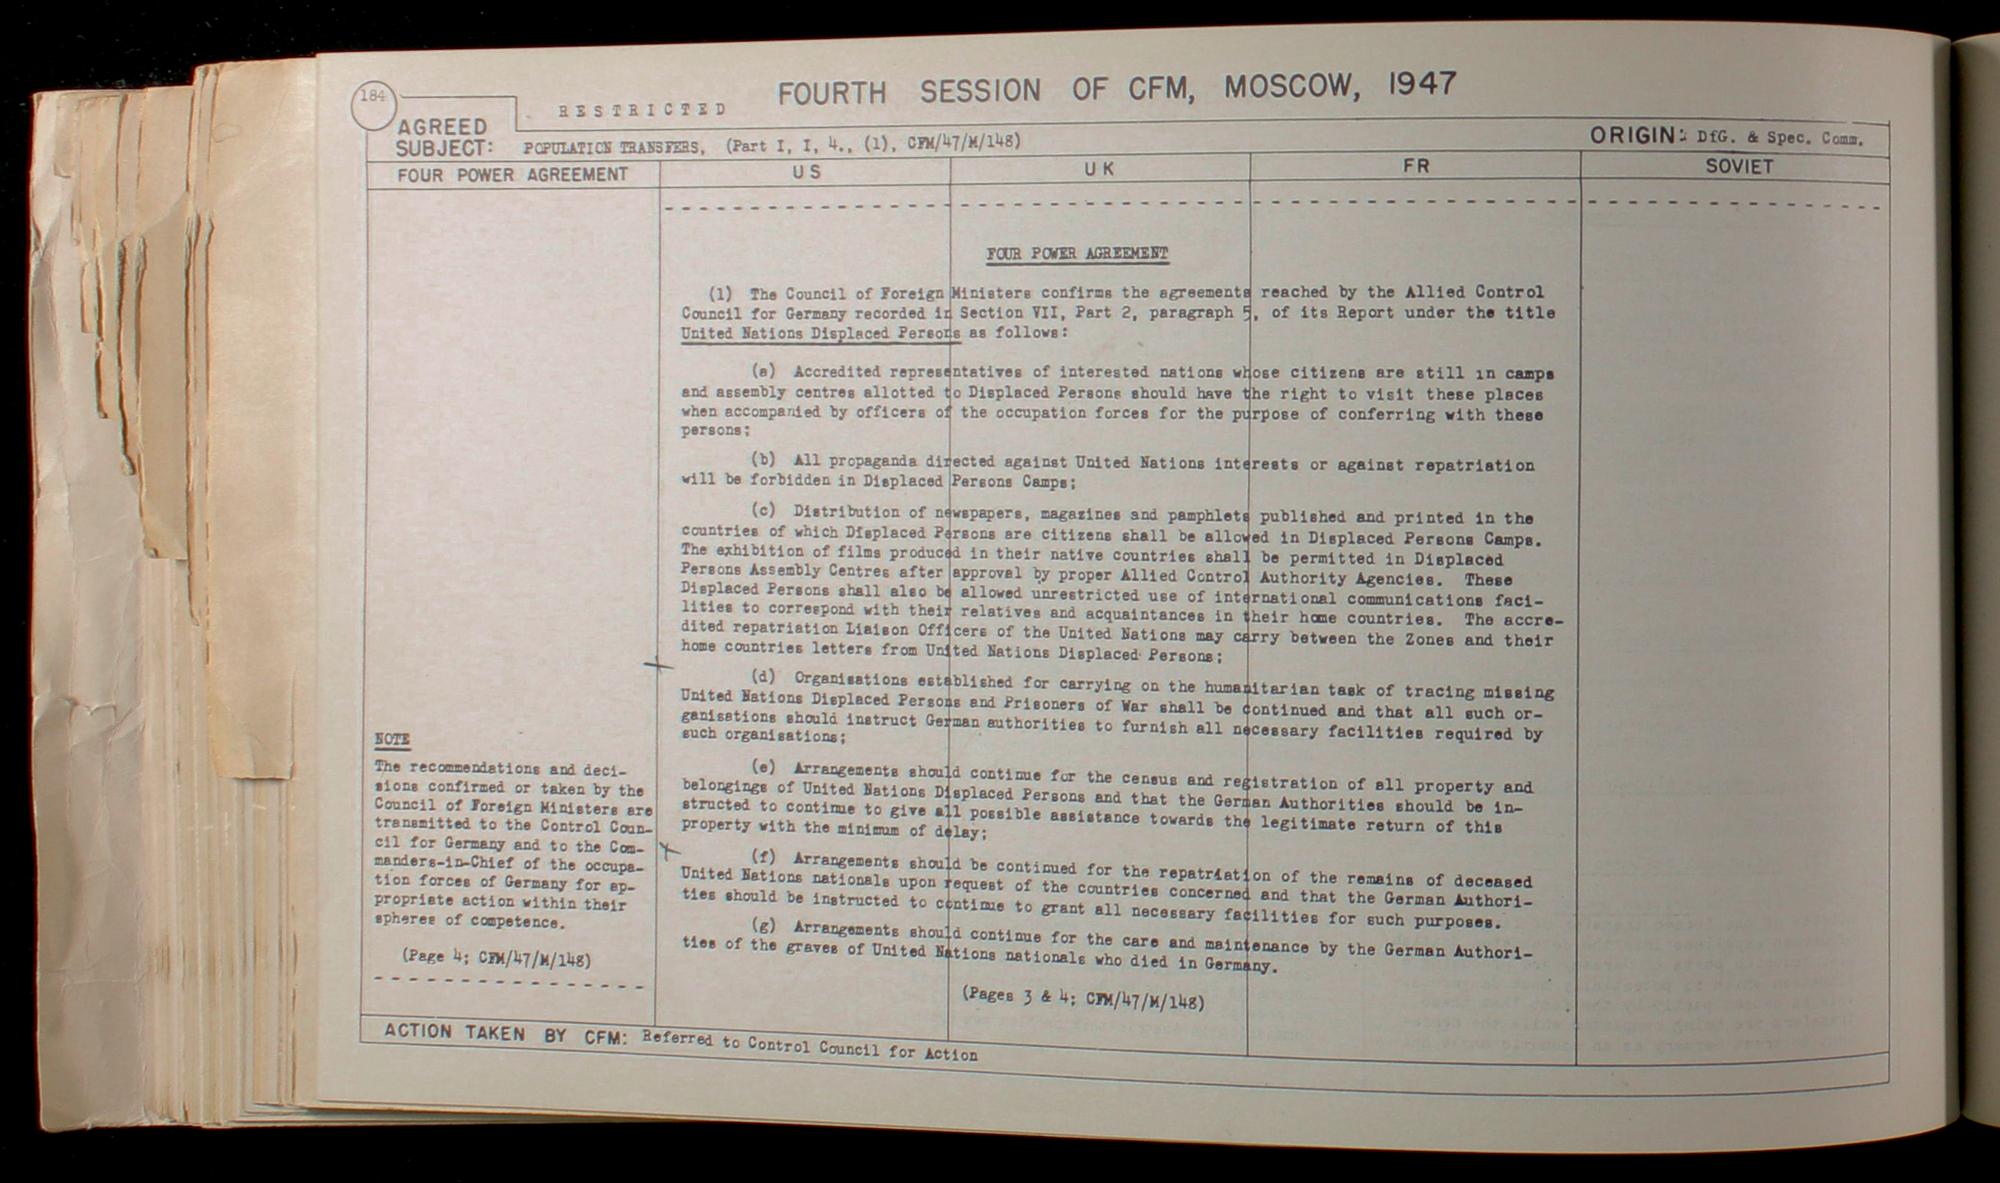 184
RESTRICTED
FOURTH SESSION OF CFM, MOSCOW, 1947
AGREED
SUBJECT: POPULATION TRANSFERS, (Part I, I, 4., (1), CFM/47/M/148)
ORIGIN: DfG. & Spec. Comm.
FOUR POWER AGREEMENT
US
UK
FR
SOVIET
FOUR POWER AGREEMENT
(1) The Council of Foreign Ministers confirms the agreements reached by the Allied Control
Council for Germany recorded in Section VII, Part 2, paragraph 5, of its Report under the title
United Nations Displaced Persons as follows:
(a) Accredited representatives of interested nations whose citizens are still in camps
and assembly centres allotted to Displaced Persons should have the right to visit these places
when accompanied by officers of the occupation forces for the purpose of conferring with these
persons;
(b) All propaganda directed against United Nations interests or against repatriation
will be forbidden in Displaced Persons Camps;
(c) Distribution of newspapers, magazines and pamphlets published and printed in the
countries of which Displaced Persons are citizens shall be allowed in Displaced Persons Camps.
The exhibition of films produced in their native countries shall be permitted in Displaced
Persons Assembly Centres after approval by proper Allied Control Authority Agencies. These
Displaced Persons shall also be allowed unrestricted use of international communications faci-
lities to correspond with their relatives and acquaintances in their home countries. The accre-
dited repatriation Liaison Officers of the United Nations may carry between the Zones and their
home countries letters from United Nations Displaced Persons;
(d) Organisations established for carrying on the humanitarian task of tracing missing
United Nations Displaced Persons and Prisoners of War shall be continued and that all such or-
ganisations should instruct German authorities to furnish all necessary facilities required by
such organisations;
(e) Arrangements should continue for the census and registration of all property and
belongings of United Nations Displaced Persons and that the German Authorities should be in-
structed to continue to give all possible assistance towards the legitimate return of this
property with the minimum of delay;
(f) Arrangements should be continued for the repatriation of the remains of deceased
United Nations nationals upon request of the countries concerned and that the German Authori-
ties should be instructed to continue to grant all necessary facilities for such purposes.
(g) Arrangements should continue for the care and maintenance by the German Authori-
ties of the graves of United Nations nationals who died in Germany.
(Pages 3 & 4; CFM/47/M/148)
NOTE
The recommendations and deci-
sions confirmed or taken by the
Council of Foreign Ministers are
transmitted to the Control Coun-
cil for Germany and to the Com-
manders-in-Chief of the occupa-
tion forces of Germany for ap-
propriate action within their
spheres of competence.
(Page 4; CFM/47/M/148)
ACTION TAKEN BY CFM: Referred to Control Council for Action